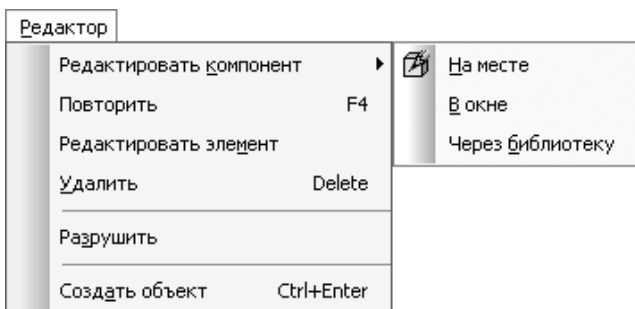 Редактор
Редактировать компонент
На месте
Повторить F4
В окне
Редактировать элемент
Через библиотеку
Удалить Delete
Разрушить
Создать объект Ctrl+Enter